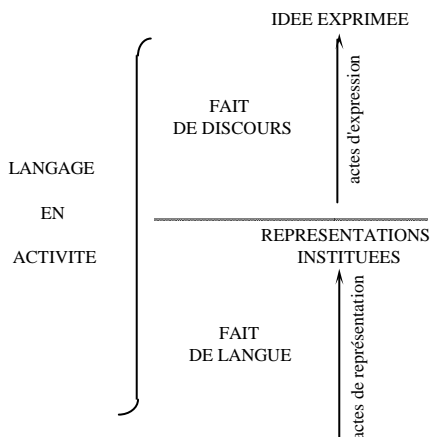 IDEE EXPRIMEE
actes d'expression
FAIT
DE DISCOURS
LANGAGE
EN
ACTIVITE
REPRESENTATIONS
INSTITUEES
actes de représentation
FAIT
DE LANGUE